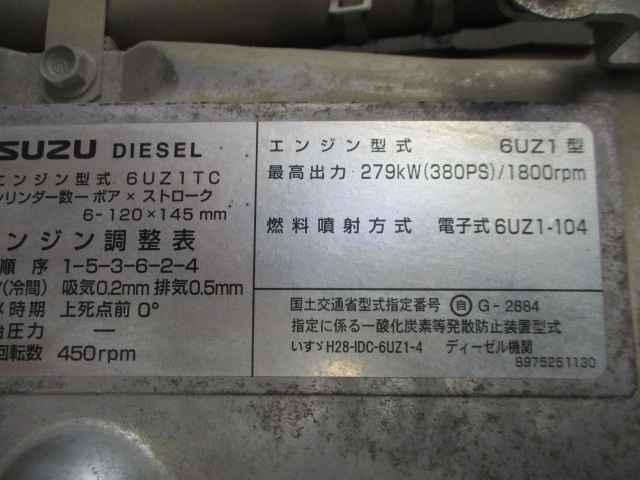 SUZU DIESEL
エンジン型式 6UZ1TC
シリンダー数ーボア×ストローク
6-120×145mm
ンジン調整表
順序 1-5-3-6-2-4
(冷間) 吸気0.2mm 排気0.5mm
時期 上死点前 0°
圧力 ー
回転数 450rpm
エンジン型式 6UZ1型
最高出力 279kW(380PS)/1800rpm
燃料噴射方式 電子式6UZ1-104
国土交通省型式指定番号 自 G-2884
指定に係る一酸化炭素等発散防止装置型式
いすゞH28-IDC-6UZ1-4 ディーゼル機関
8975251130